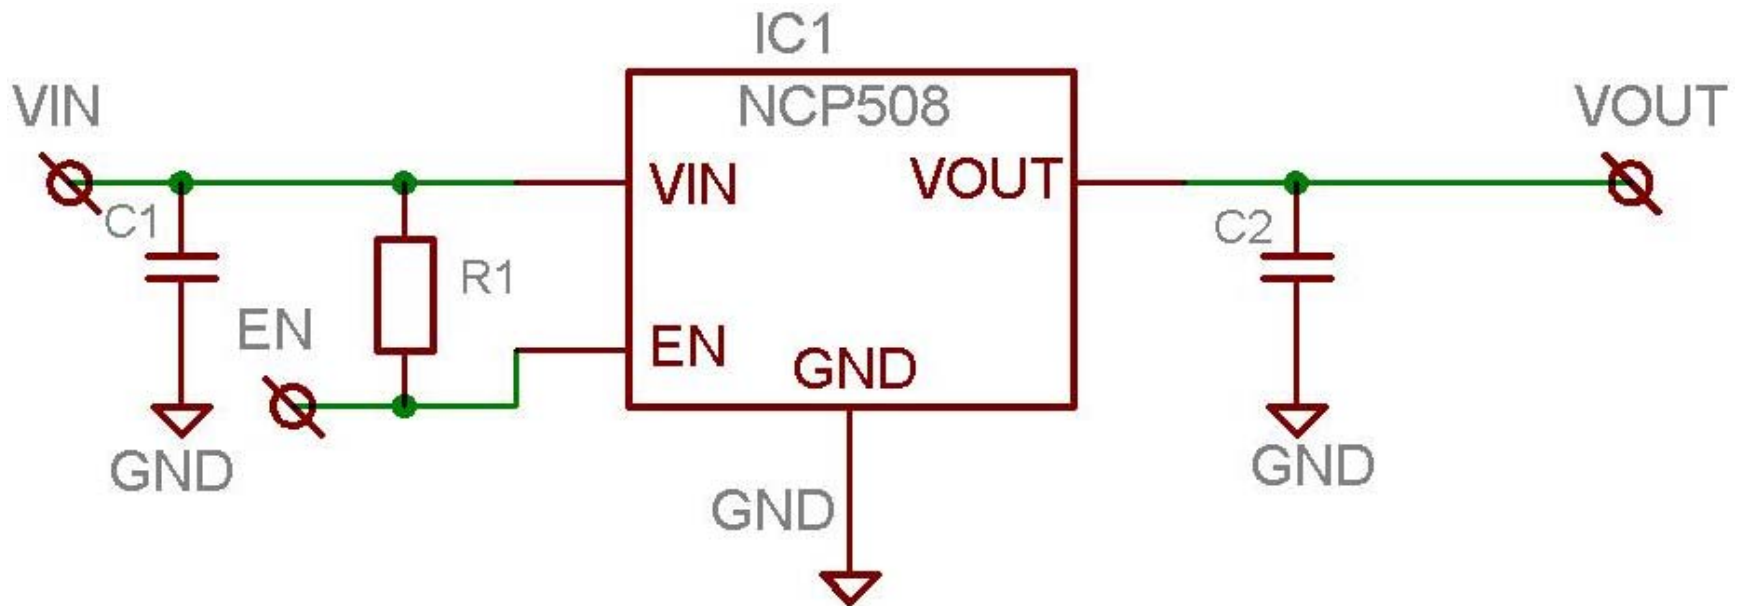 IC1
NCP508
VIN
VOUT
VIN
VOUT
C1
C2
R1
EN
EN
GND
GND
GND
GND